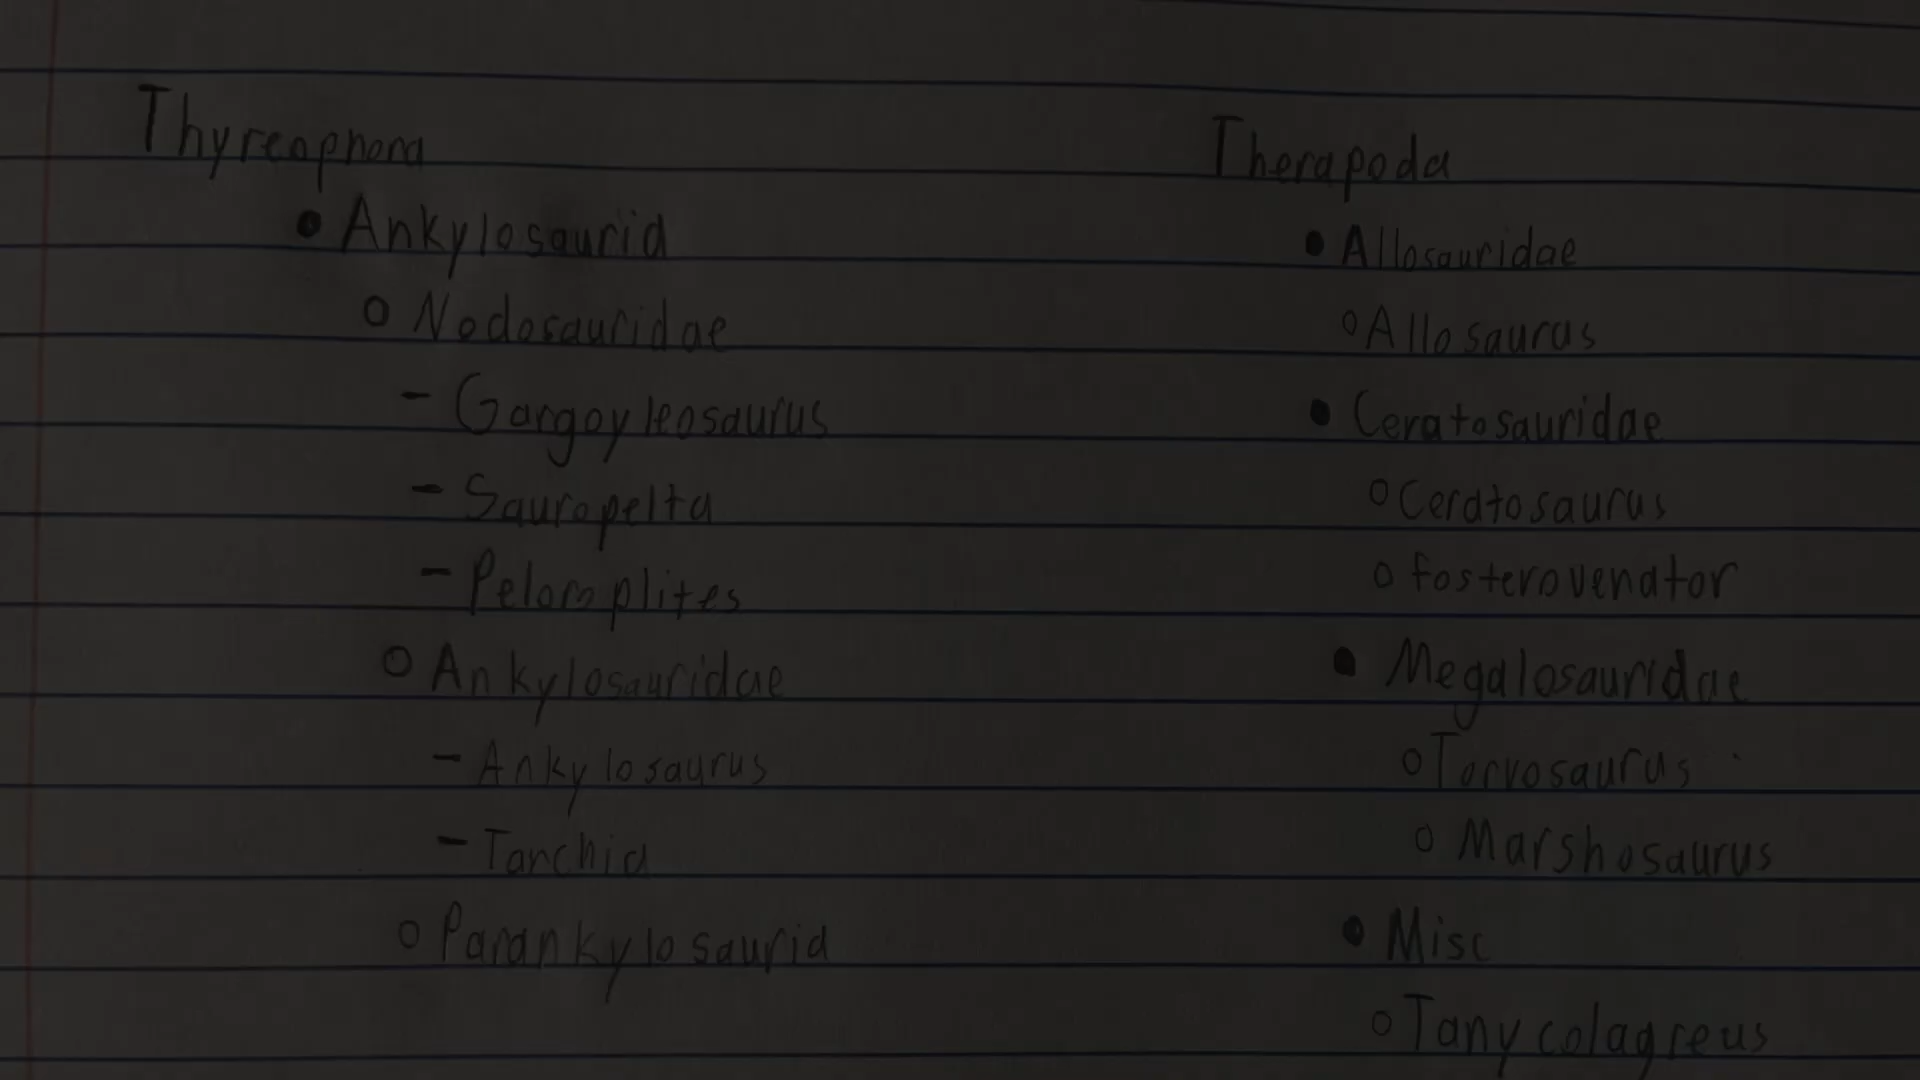 Thyreophora
• Ankylosaurid
○ Nodosauridae
- Gargoyleosaurus
- Sauropelta
- Peloroplites
○ Ankylosauridae
- Ankylosaurus
- Tarchia
○ Parankylosaurid
Therapoda
• Allosauridae
○ Allosaurus
• Ceratosauridae
○ Ceratosaurus
○ fosterovenator
• Megalosauridae
○ Torvosaurus
○ Marshosaurus
• Misc
○ Tanycolagreus